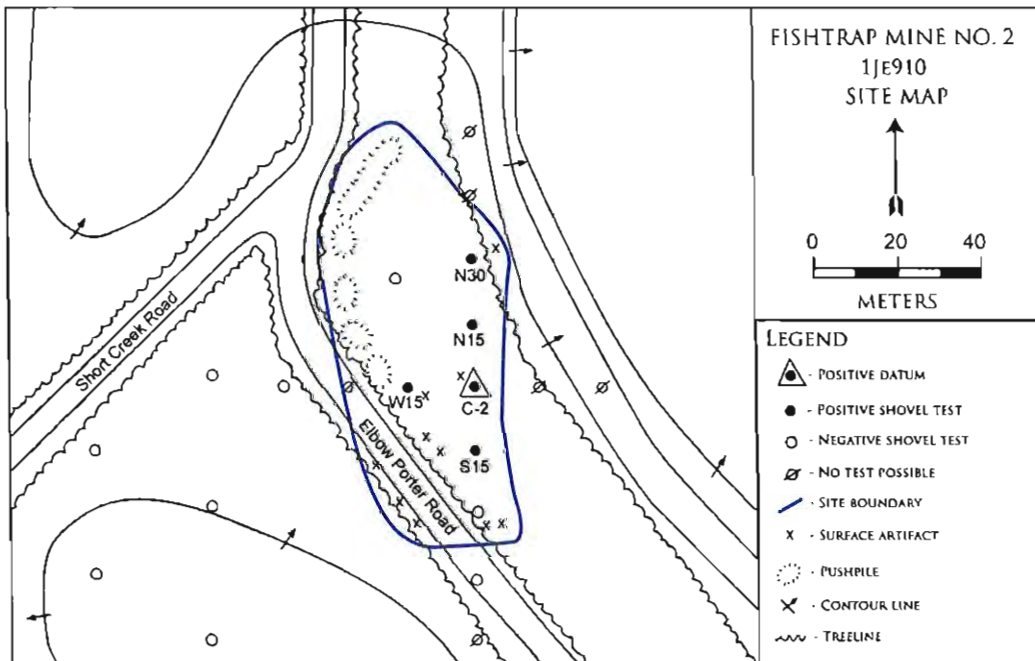 FISHTRAP MINE NO. 2
1JE910
SITE MAP
0 20 40
METERS
LEGEND
- POSITIVE DATUM
- POSITIVE SHOVEL TEST
- NEGATIVE SHOVEL TEST
- NO TEST POSSIBLE
- SITE BOUNDARY
- SURFACE ARTIFACT
- PUSHPILE
- CONTOUR LINE
- TREELINE
N30
N15
W15
C-2
S15
Short Creek Road
Elbow Porter Road